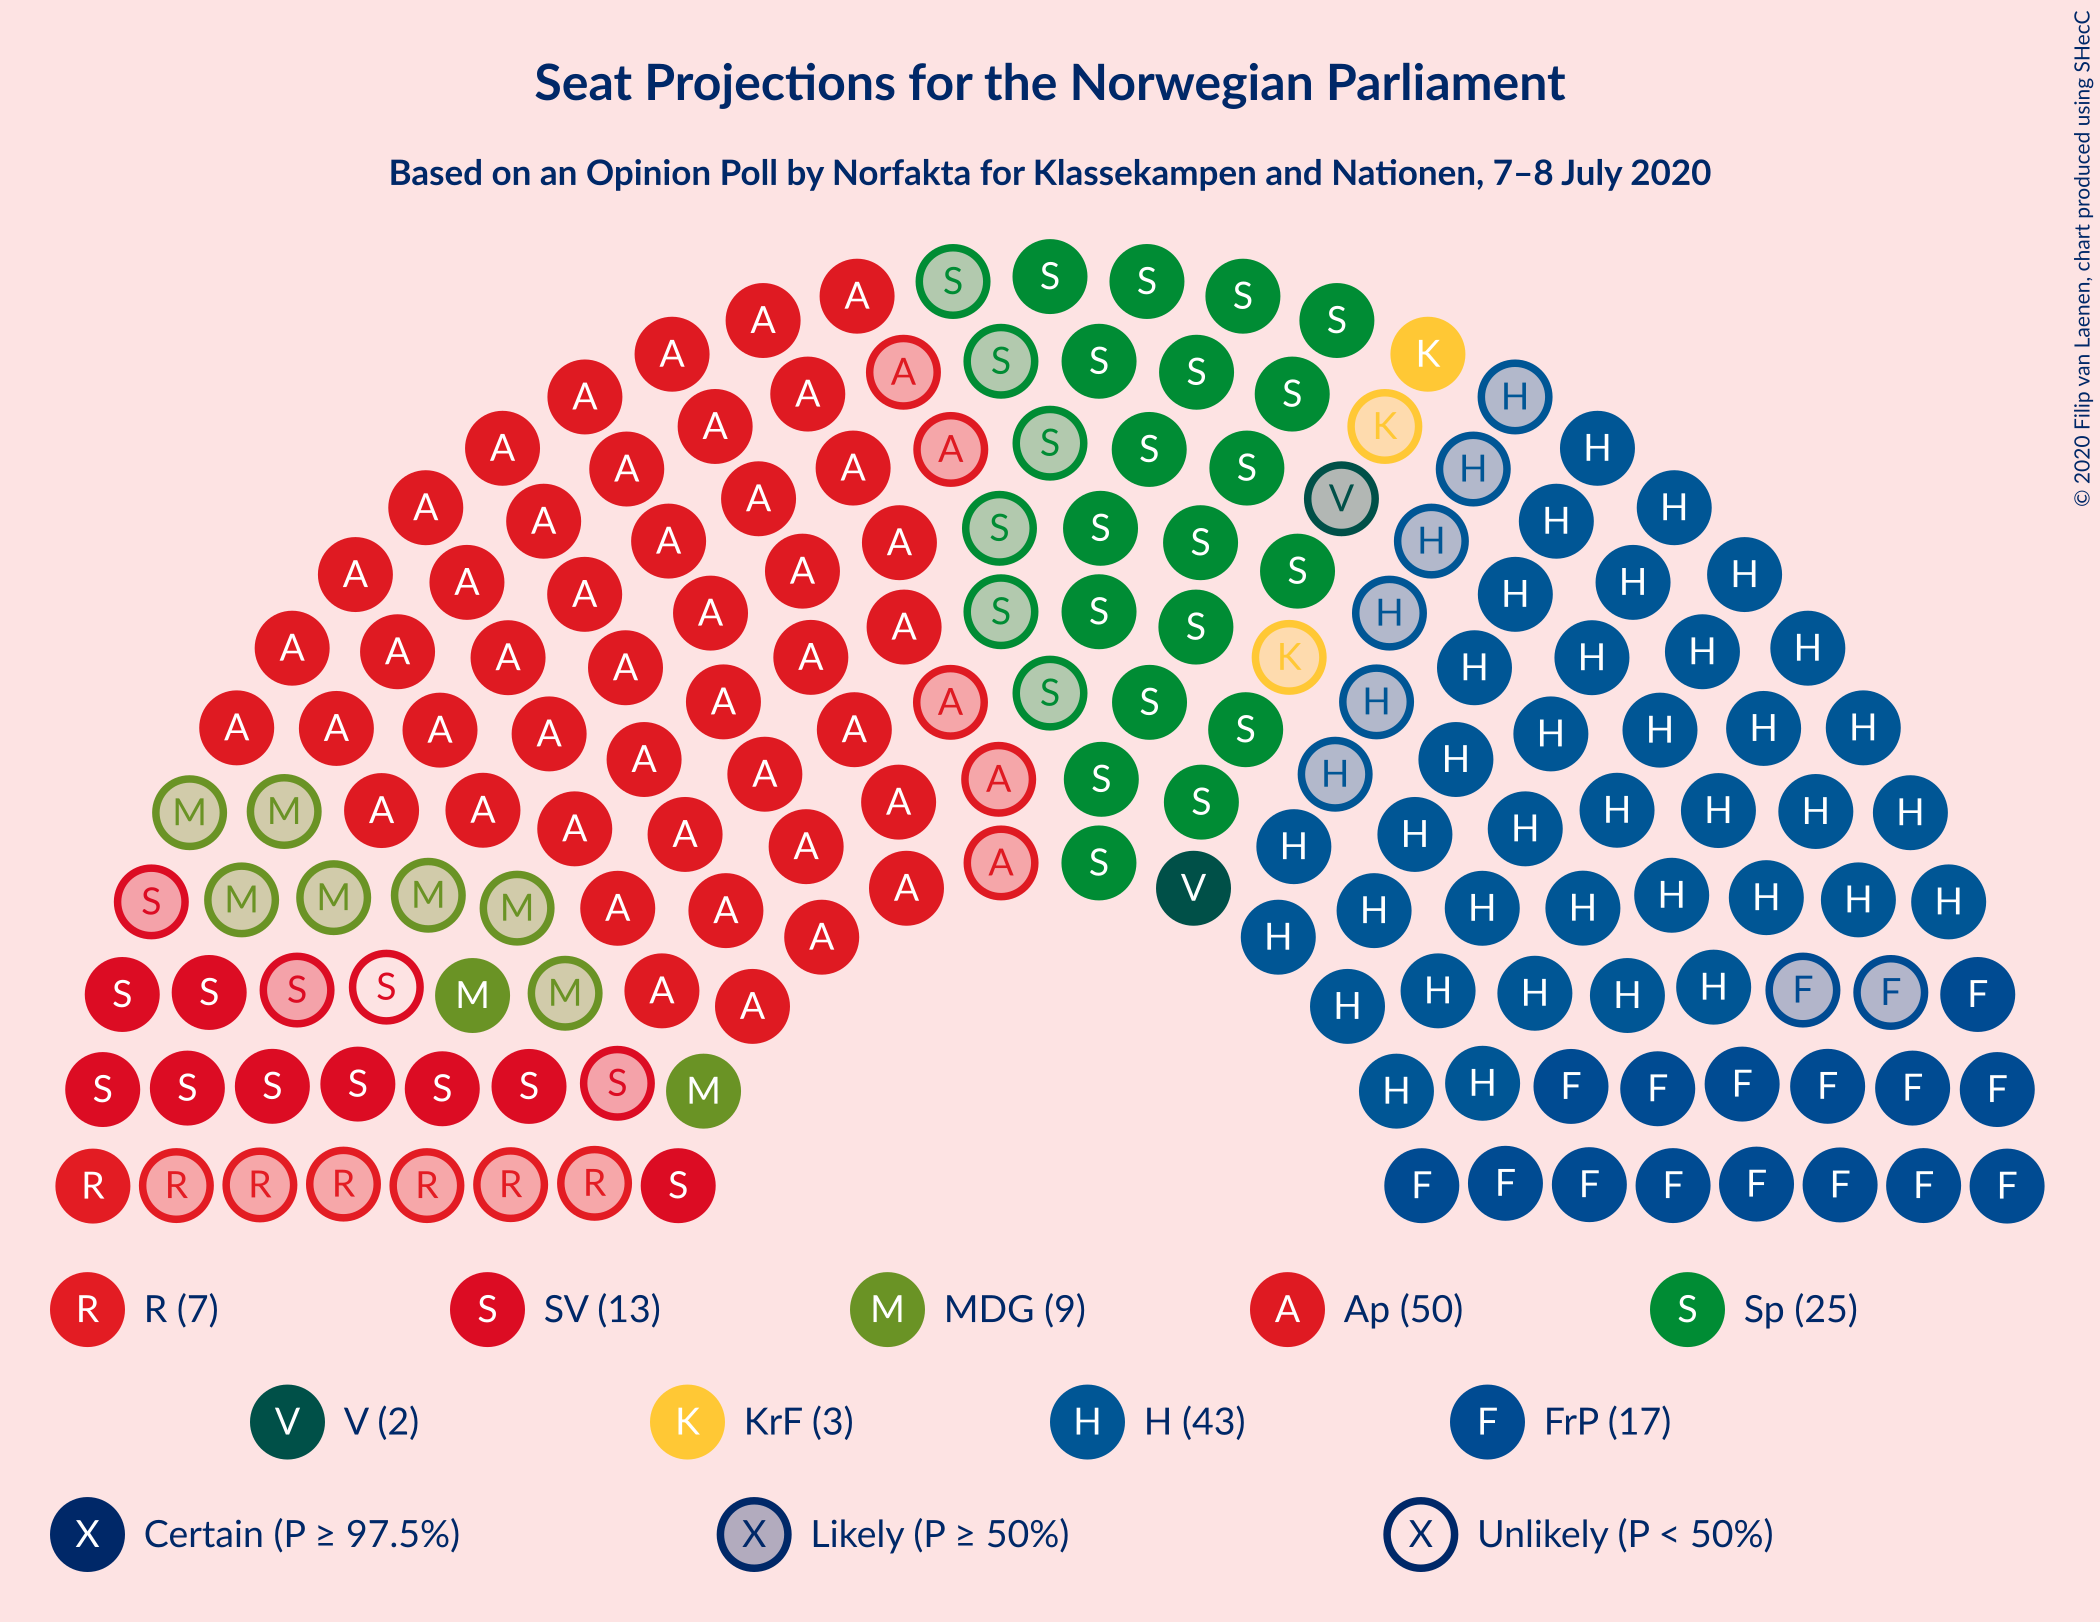 Seat Projections for the Norwegian Parliament
Based on an Opinion Poll by Norfakta for Klassekampen and Nationen, 7–8 July 2020
© 2020 Filip van Laenen, chart produced using SHecC
A A S S S S S K H
A A A A S S S S K H H
A A A A A S S S V H H H
A A A A A A S S S S H H H H
A A A A A A A S S S K H H H H
A A A A A A A A S S H H H H H
M M A A A A A A A S S H H H H H H H
S M M M M A A A A A S V H H H H H H H H H
S S S S M M A A H H H H H F F F
S S S S S S S M H H F F F F F F
R R R R R R R S F F F F F F F F
R R (7) S SV (13) M MDG (9) A Ap (50) S Sp (25)
V V (2) K KrF (3) H H (43) F FrP (17)
X Certain (P ≥ 97.5%) X Likely (P ≥ 50%) X Unlikely (P < 50%)